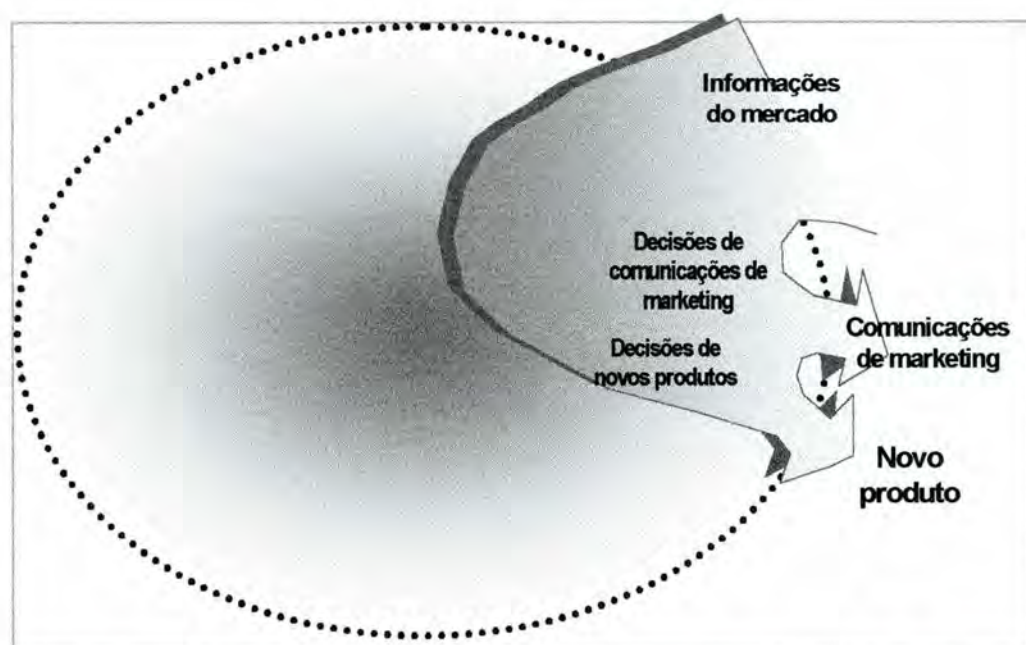 Informações
do mercado
Decisões de
comunicações de
marketing
Comunicações
de marketing
Decisões de
novos produtos
Novo
produto